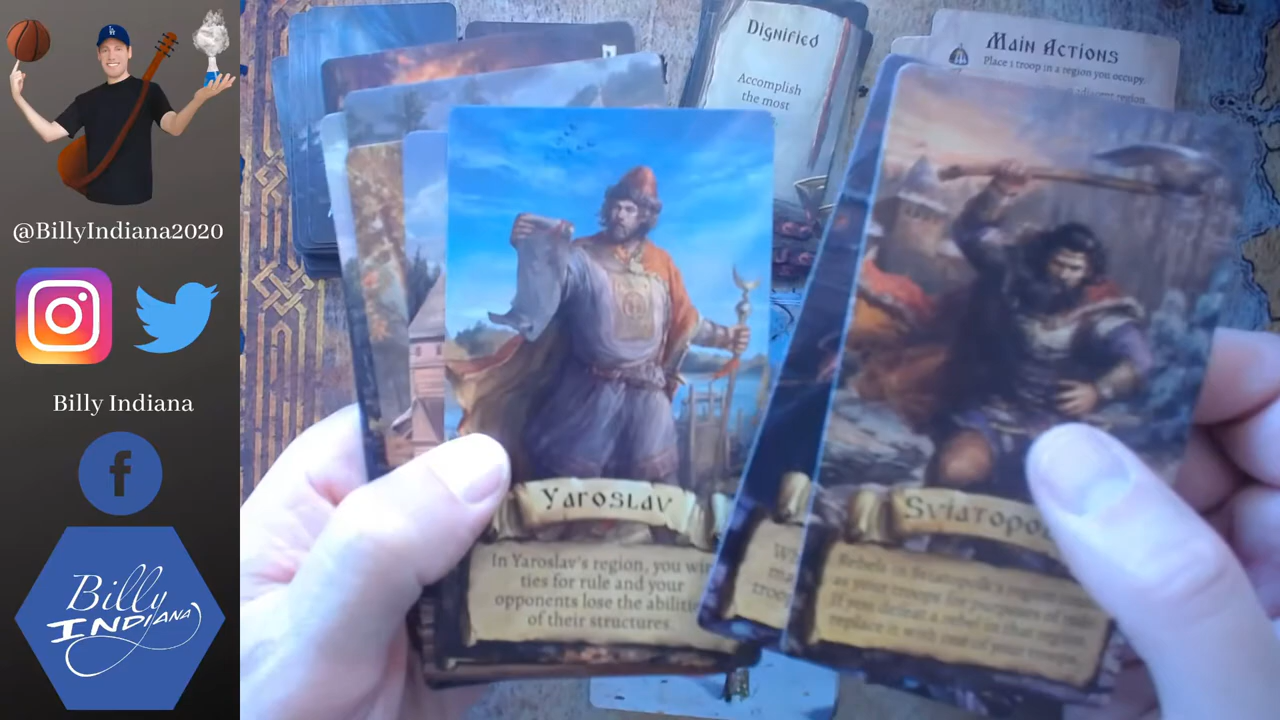 @BillyIndiana2020
Billy Indiana
Billy
INDIANA
Dignified
Accomplish
the most
Main Actions
Place 1 troop in a region you occupy.
region.
Yaroslav
In Yaroslav's region, you win
ties for rule and your
opponents lose the abilities
of their structures.
Sviatopo
Rebels in Sviatopolk's region count
as your troops for purposes of rule.
If you defeat a rebel in that region
replace it with one of your troops.